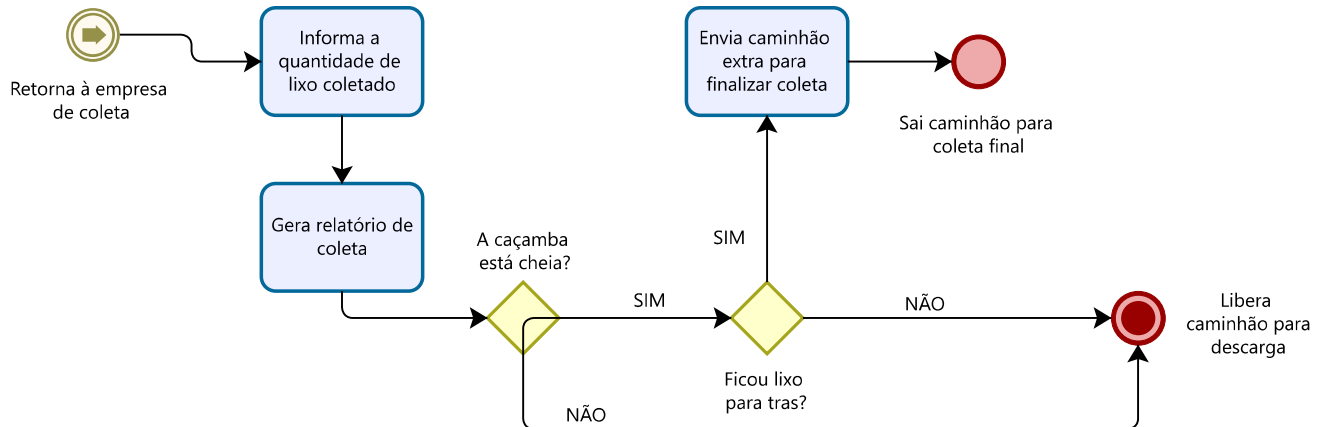 Retorna à empresa
de coleta
Informa a
quantidade de
lixo coletado
Gera relatório de
coleta
A caçamba
está cheia?
SIM
NÃO
Ficou lixo
para tras?
SIM
Envia caminhão
extra para
finalizar coleta
Sai caminhão para
coleta final
NÃO
Libera
caminhão para
descarga